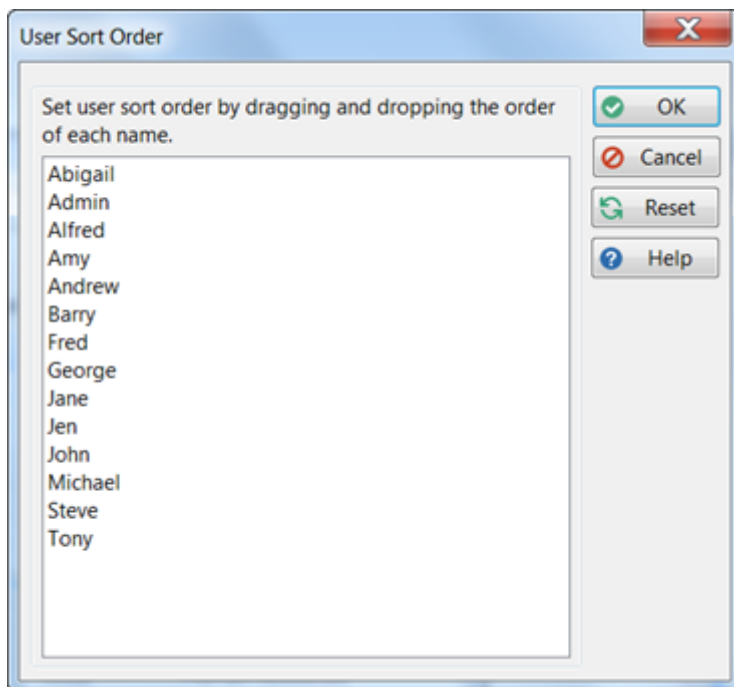 User Sort Order
Set user sort order by dragging and dropping the order
of each name.
Abigail
Admin
Alfred
Amy
Andrew
Barry
Fred
George
Jane
Jen
John
Michael
Steve
Tony
OK
Cancel
Reset
Help